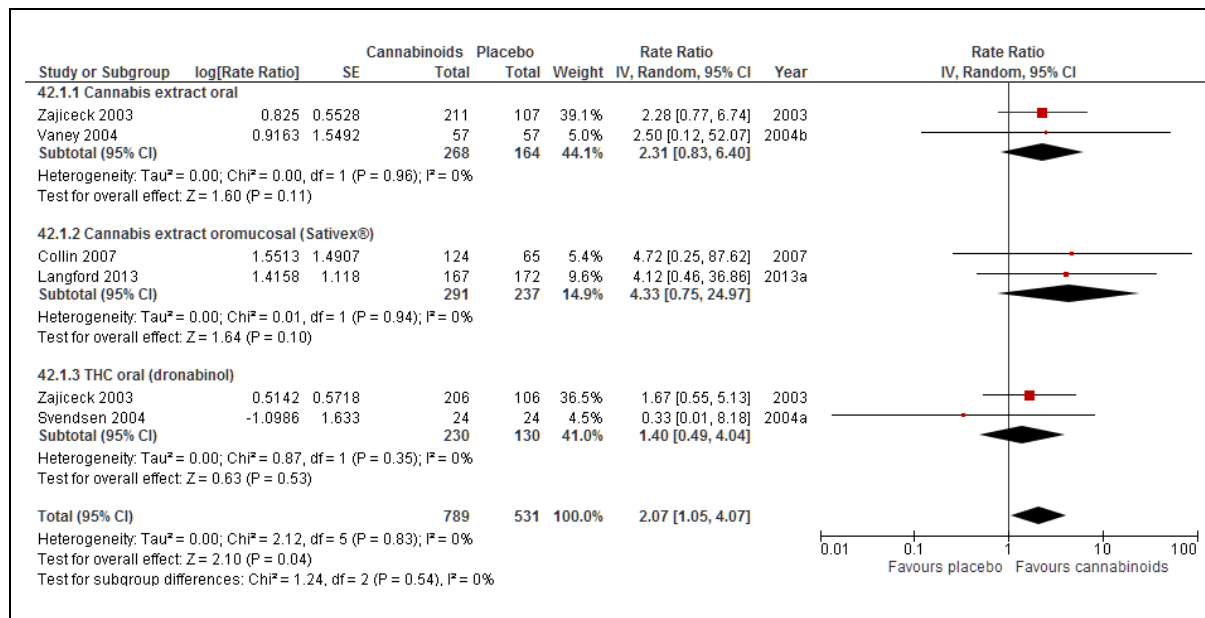 Cannabinoids Placebo Rate Ratio Rate Ratio
Study or Subgroup log[Rate Ratio] SE Total Total Weight IV, Random, 95% CI Year IV, Random, 95% CI
42.1.1 Cannabis extract oral
Zajiceck 2003 0.825 0.5528 211 107 39.1% 2.28 [0.77, 6.74] 2003
Vaney 2004 0.9163 1.5492 57 57 5.0% 2.50 [0.12, 52.07] 2004b
Subtotal (95% CI) 268 164 44.1% 2.31 [0.83, 6.40]
Heterogeneity: Tau² = 0.00; Chi² = 0.00, df = 1 (P = 0.96); I² = 0%
Test for overall effect: Z = 1.60 (P = 0.11)
42.1.2 Cannabis extract oromucosal (Sativex®)
Collin 2007 1.5513 1.4907 124 65 5.4% 4.72 [0.25, 87.62] 2007
Langford 2013 1.4158 1.118 167 172 9.6% 4.12 [0.46, 36.86] 2013a
Subtotal (95% CI) 291 237 14.9% 4.33 [0.75, 24.97]
Heterogeneity: Tau² = 0.00; Chi² = 0.01, df = 1 (P = 0.94); I² = 0%
Test for overall effect: Z = 1.64 (P = 0.10)
42.1.3 THC oral (dronabinol)
Zajiceck 2003 0.5142 0.5718 206 106 36.5% 1.67 [0.55, 5.13] 2003
Svendsen 2004 -1.0986 1.633 24 24 4.5% 0.33 [0.01, 8.18] 2004a
Subtotal (95% CI) 230 130 41.0% 1.40 [0.49, 4.04]
Heterogeneity: Tau² = 0.00; Chi² = 0.87, df = 1 (P = 0.35); I² = 0%
Test for overall effect: Z = 0.63 (P = 0.53)
Total (95% CI) 789 531 100.0% 2.07 [1.05, 4.07]
Heterogeneity: Tau² = 0.00; Chi² = 2.12, df = 5 (P = 0.83); I² = 0%
Test for overall effect: Z = 2.10 (P = 0.04)
Test for subgroup differences: Chi² = 1.24, df = 2 (P = 0.54), I² = 0%
0.01 0.1 1 10 100
Favours placebo Favours cannabinoids